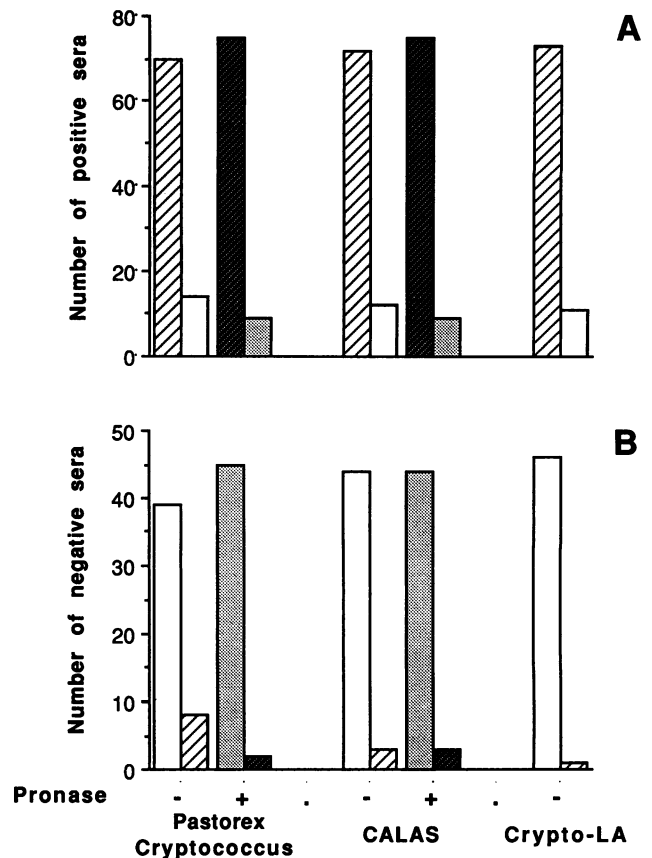 A
Number of positive sera
80
60
40
20
0
B
Number of negative sera
50
40
30
20
10
0
Pronase - + . - + . -
Pastorex Cryptococcus CALAS Crypto-LA